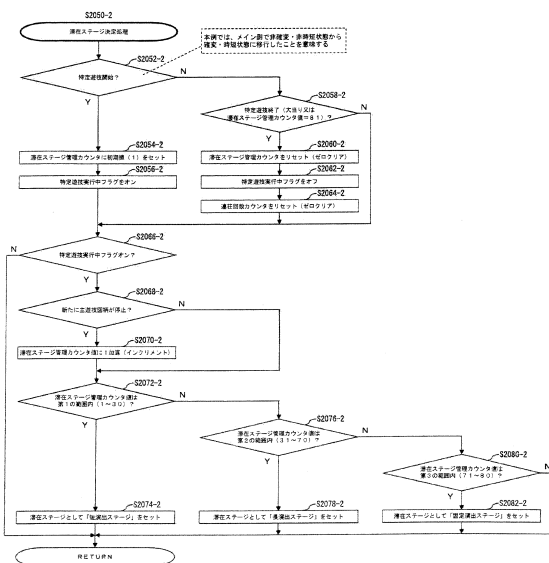 S2050-2
滞在ステージ決定処理
本例では、メイン側で非確変・非時短状態から
確変・時短状態に移行したことを意味する
S2052-2
特定遊技開始?
N
Y
S2058-2
特定遊技終了(大当り又は
滞在ステージ管理カウンタ値=81)?
N
Y
S2054-2
滞在ステージ管理カウンタに初期値(1)をセット
S2056-2
特定遊技実行中フラグをオン
S2060-2
滞在ステージ管理カウンタをリセット(ゼロクリア)
S2062-2
特定遊技実行中フラグをオフ
S2064-2
連荘回数カウンタをリセット(ゼロクリア)
S2066-2
N
特定遊技実行中フラグオン?
Y
S2068-2
新たに主遊技図柄が停止?
N
Y
S2070-2
滞在ステージ管理カウンタ値に1加算(インクリメント)
S2072-2
滞在ステージ管理カウンタ値は
第1の範囲内(1~30)?
N
Y
S2076-2
滞在ステージ管理カウンタ値は
第2の範囲内(31~70)?
N
Y
S2080-2
滞在ステージ管理カウンタ値は
第3の範囲内(71~80)?
N
Y
S2074-2
滞在ステージとして「短演出ステージ」をセット
S2078-2
滞在ステージとして「長演出ステージ」をセット
S2082-2
滞在ステージとして「固定演出ステージ」をセット
RETURN